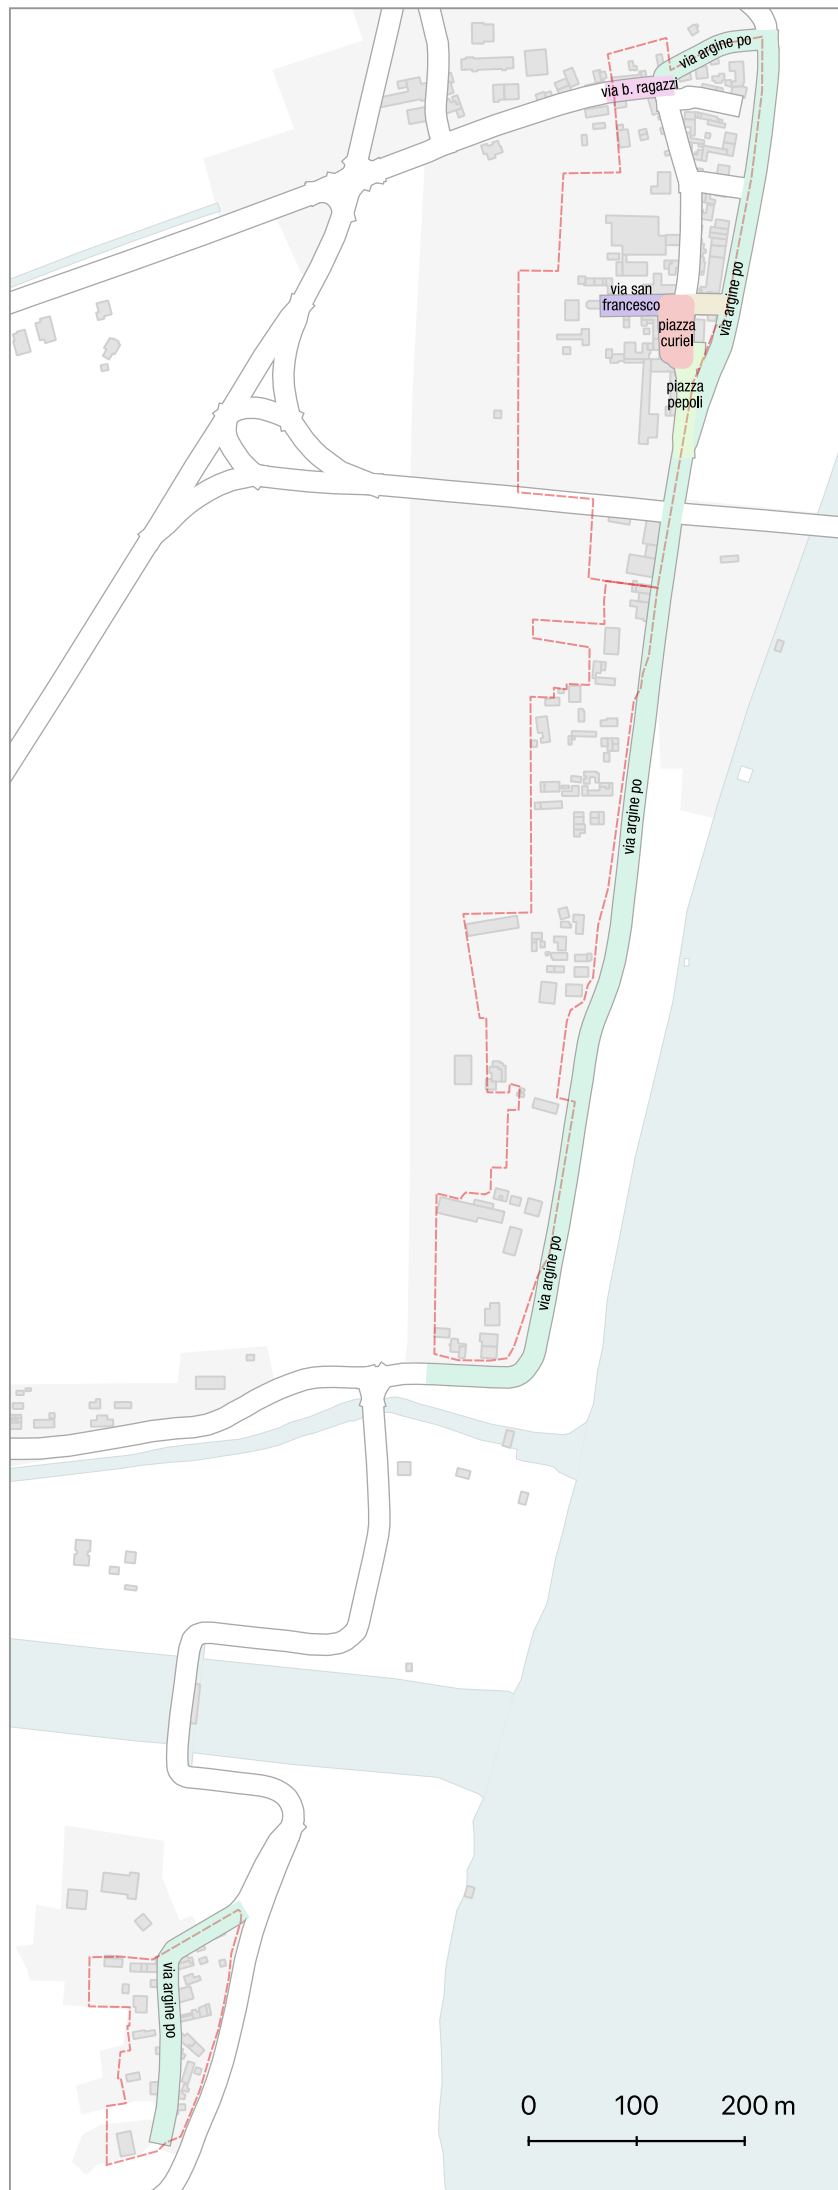 via argine po
via b. ragazzi
via argine po
via san
francesco
piazza
curiel
piazza
pepoli
via argine po
via argine po
via argine po
0 100 200 m